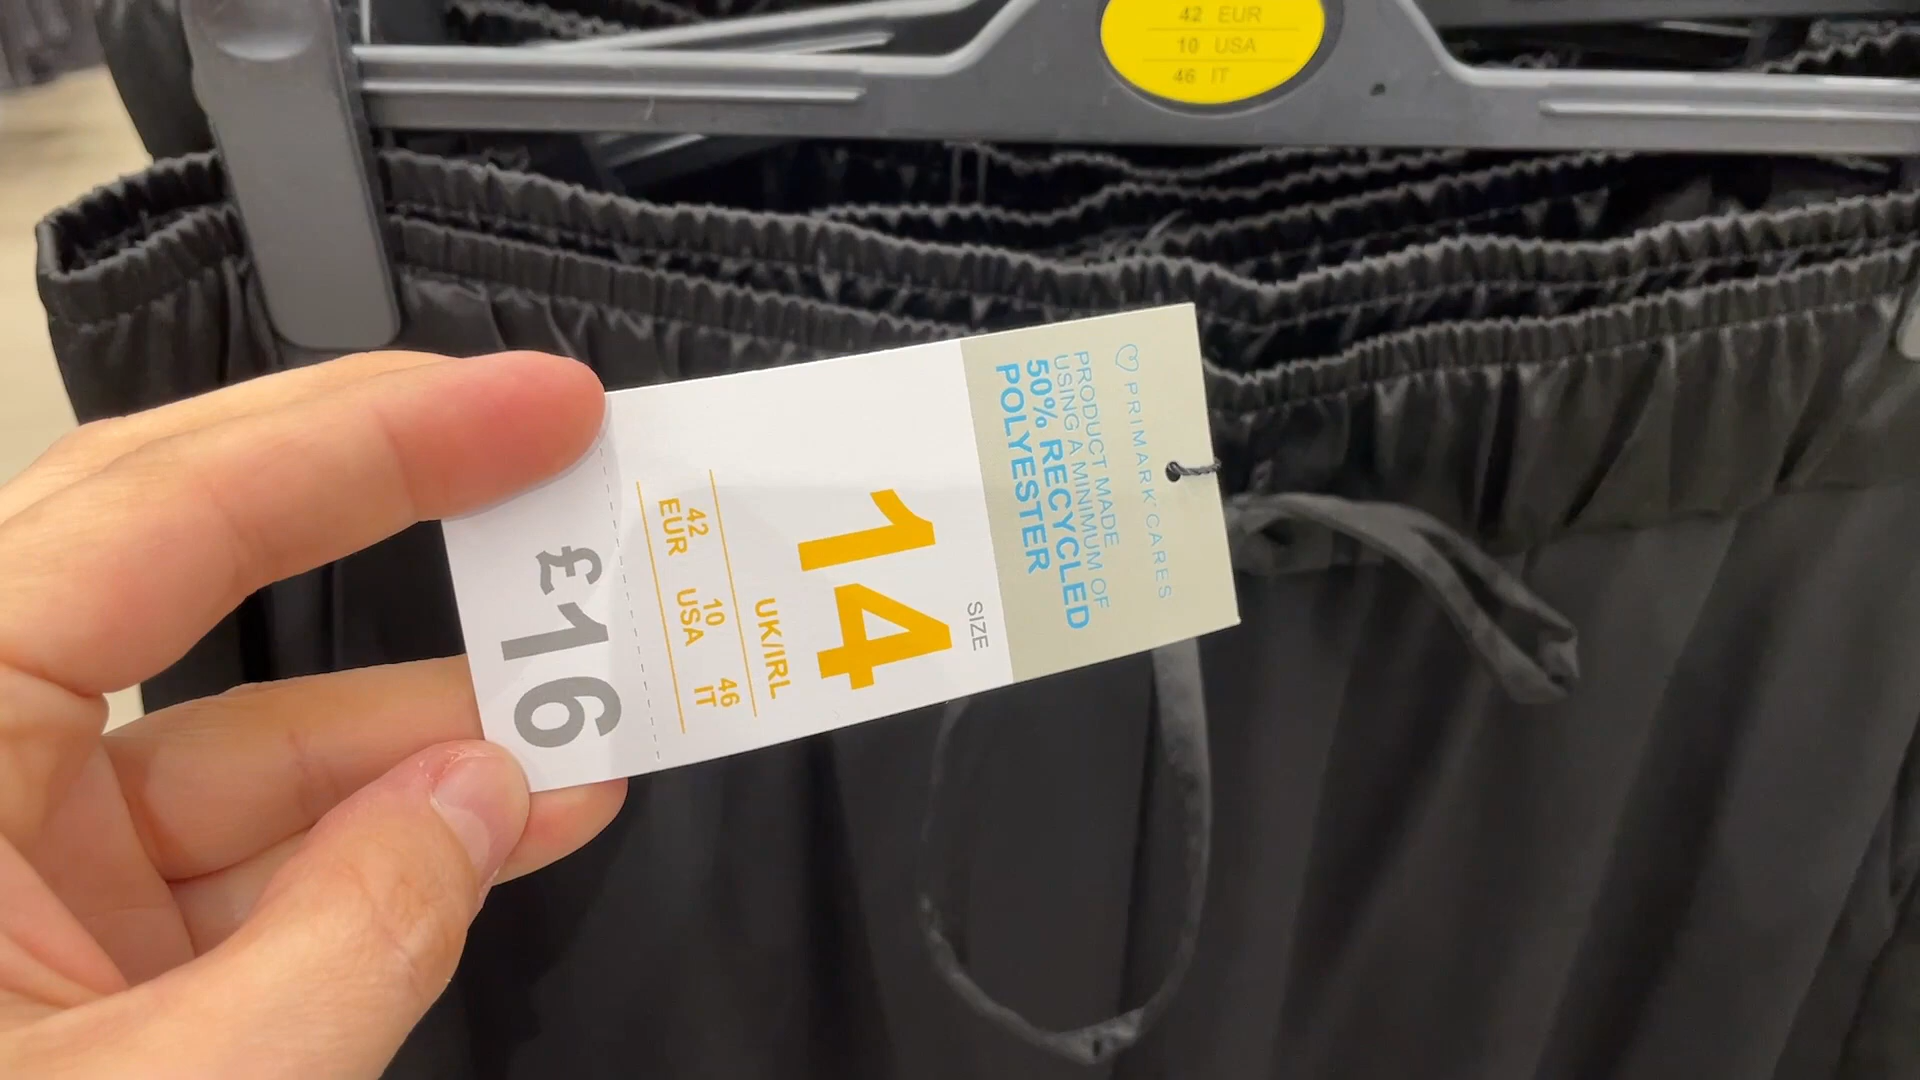 42 EUR
10 USA
46 IT
PRIMARK CARES
PRODUCT MADE
USING A MINIMUM OF
50% RECYCLED
POLYESTER
SIZE
14
UK/IRL
42 10 46
EUR USA IT
£16